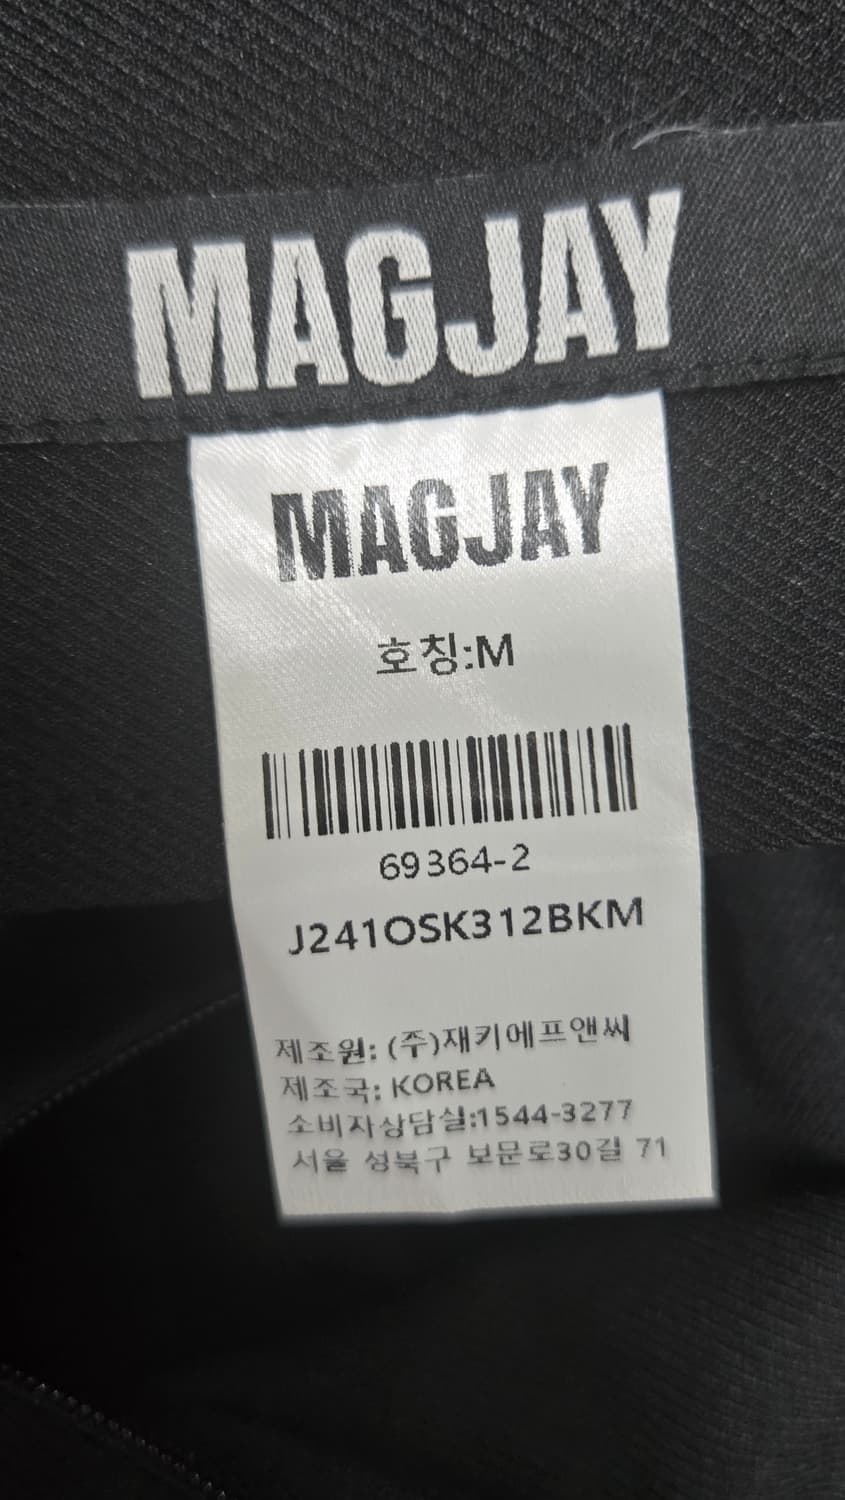 MAGJAY
MAGJAY
호칭:M
69364-2
J241OSK312BKM
제조원: (주)재키에프앤씨
제조국: KOREA
소비자상담실:1544-3277
서울 성북구 보문로30길 71